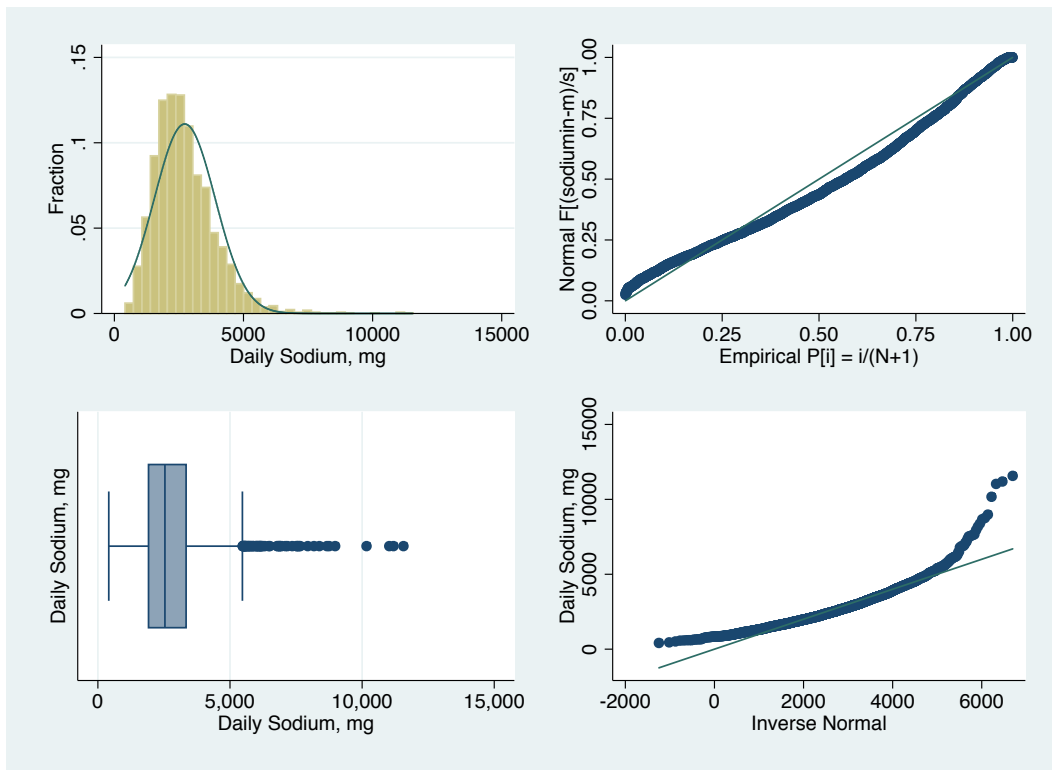 .15
.1
.05
0
Fraction
0 5000 10000 15000
Daily Sodium, mg
1.00
0.75
0.50
0.25
0.00
Normal F[(sodiumin-m)/s]
0.00 0.25 0.50 0.75 1.00
Empirical P[i] = i/(N+1)
Daily Sodium, mg
0 5,000 10,000 15,000
Daily Sodium, mg
15000
10000
5000
0
Daily Sodium, mg
-2000 0 2000 4000 6000
Inverse Normal